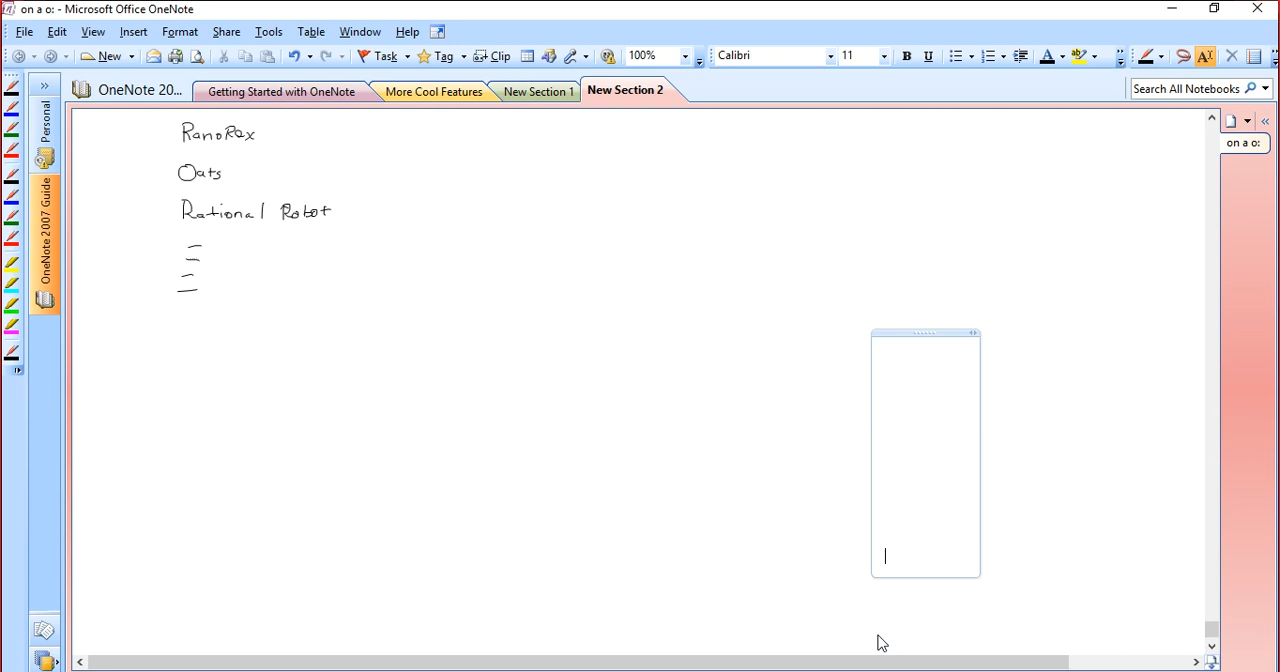 on a o: - Microsoft Office OneNote
File Edit View Insert Format Share Tools Table Window Help
New Task Tag Clip 100% Calibri 11 B U A ab A
OneNote 20... Getting Started with OneNote More Cool Features New Section 1 New Section 2 Search All Notebooks
Personal
OneNote 2007 Guide
on a o:
RanoRex
Oats
Rational Robot